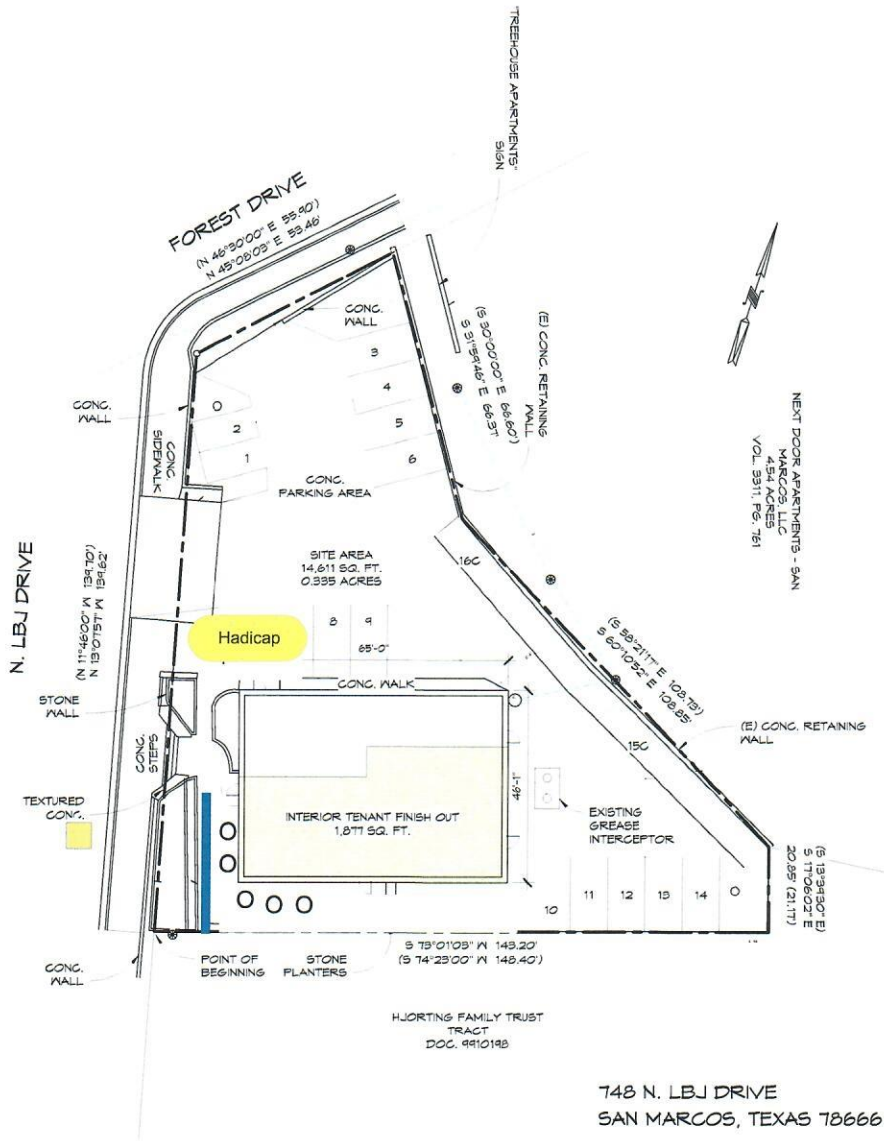 "TREEHOUSE APARTMENTS"
SIGN
FOREST DRIVE
(N 46°30'00" E 55.90')
N 45°08'03" E 53.46'
CONC.
WALL
(S 30°00'00" E 66.60')
S 31°59'46" E 66.37'
(E) CONC. RETAINING
WALL
N
NEXT DOOR APARTMENTS - SAN
MARCOS, LLC
4.54 ACRES
VOL. 3311, PG. 761
CONC.
WALL
CONC.
SIDEWALK
2
1
3
4
5
6
CONC.
PARKING AREA
N. LBJ DRIVE
(N 11°46'00" W 139.70')
N 13°07'57" W 139.62'
SITE AREA
14,611 SQ. FT.
0.335 ACRES
16C
Hadicap
8
9
65'-0"
(S 58°21'17" E 108.73')
S 60°10'52" E 108.85'
CONC. WALK
STONE
WALL
CONC.
STEPS
15C
(E) CONC. RETAINING
WALL
TEXTURED
CONC.
INTERIOR TENANT FINISH OUT
1,877 SQ. FT.
46'-1"
EXISTING
GREASE
INTERCEPTOR
(S 13°39'30" E)
S 17°06'02" E
20.85' (21.17')
10
11
12
13
14
S 73°01'03" W 143.20'
(S 74°23'00" W 148.40')
POINT OF
BEGINNING
STONE
PLANTERS
CONC.
WALL
HJORTING FAMILY TRUST
TRACT
DOC. 9910198
748 N. LBJ DRIVE
SAN MARCOS, TEXAS 78666